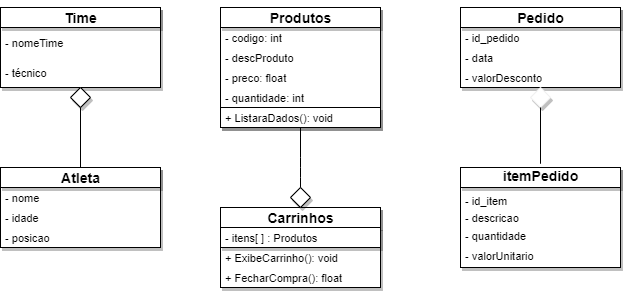 Time
- nomeTime
- técnico
Atleta
- nome
- idade
- posicao
Produtos
- codigo: int
- descProduto
- preco: float
- quantidade: int
+ ListaraDados(): void
Carrinhos
- itens[ ] : Produtos
+ ExibeCarrinho(): void
+ FecharCompra(): float
Pedido
- id_pedido
- data
- valorDesconto
itemPedido
- id_item
- descricao
- quantidade
- valorUnitario